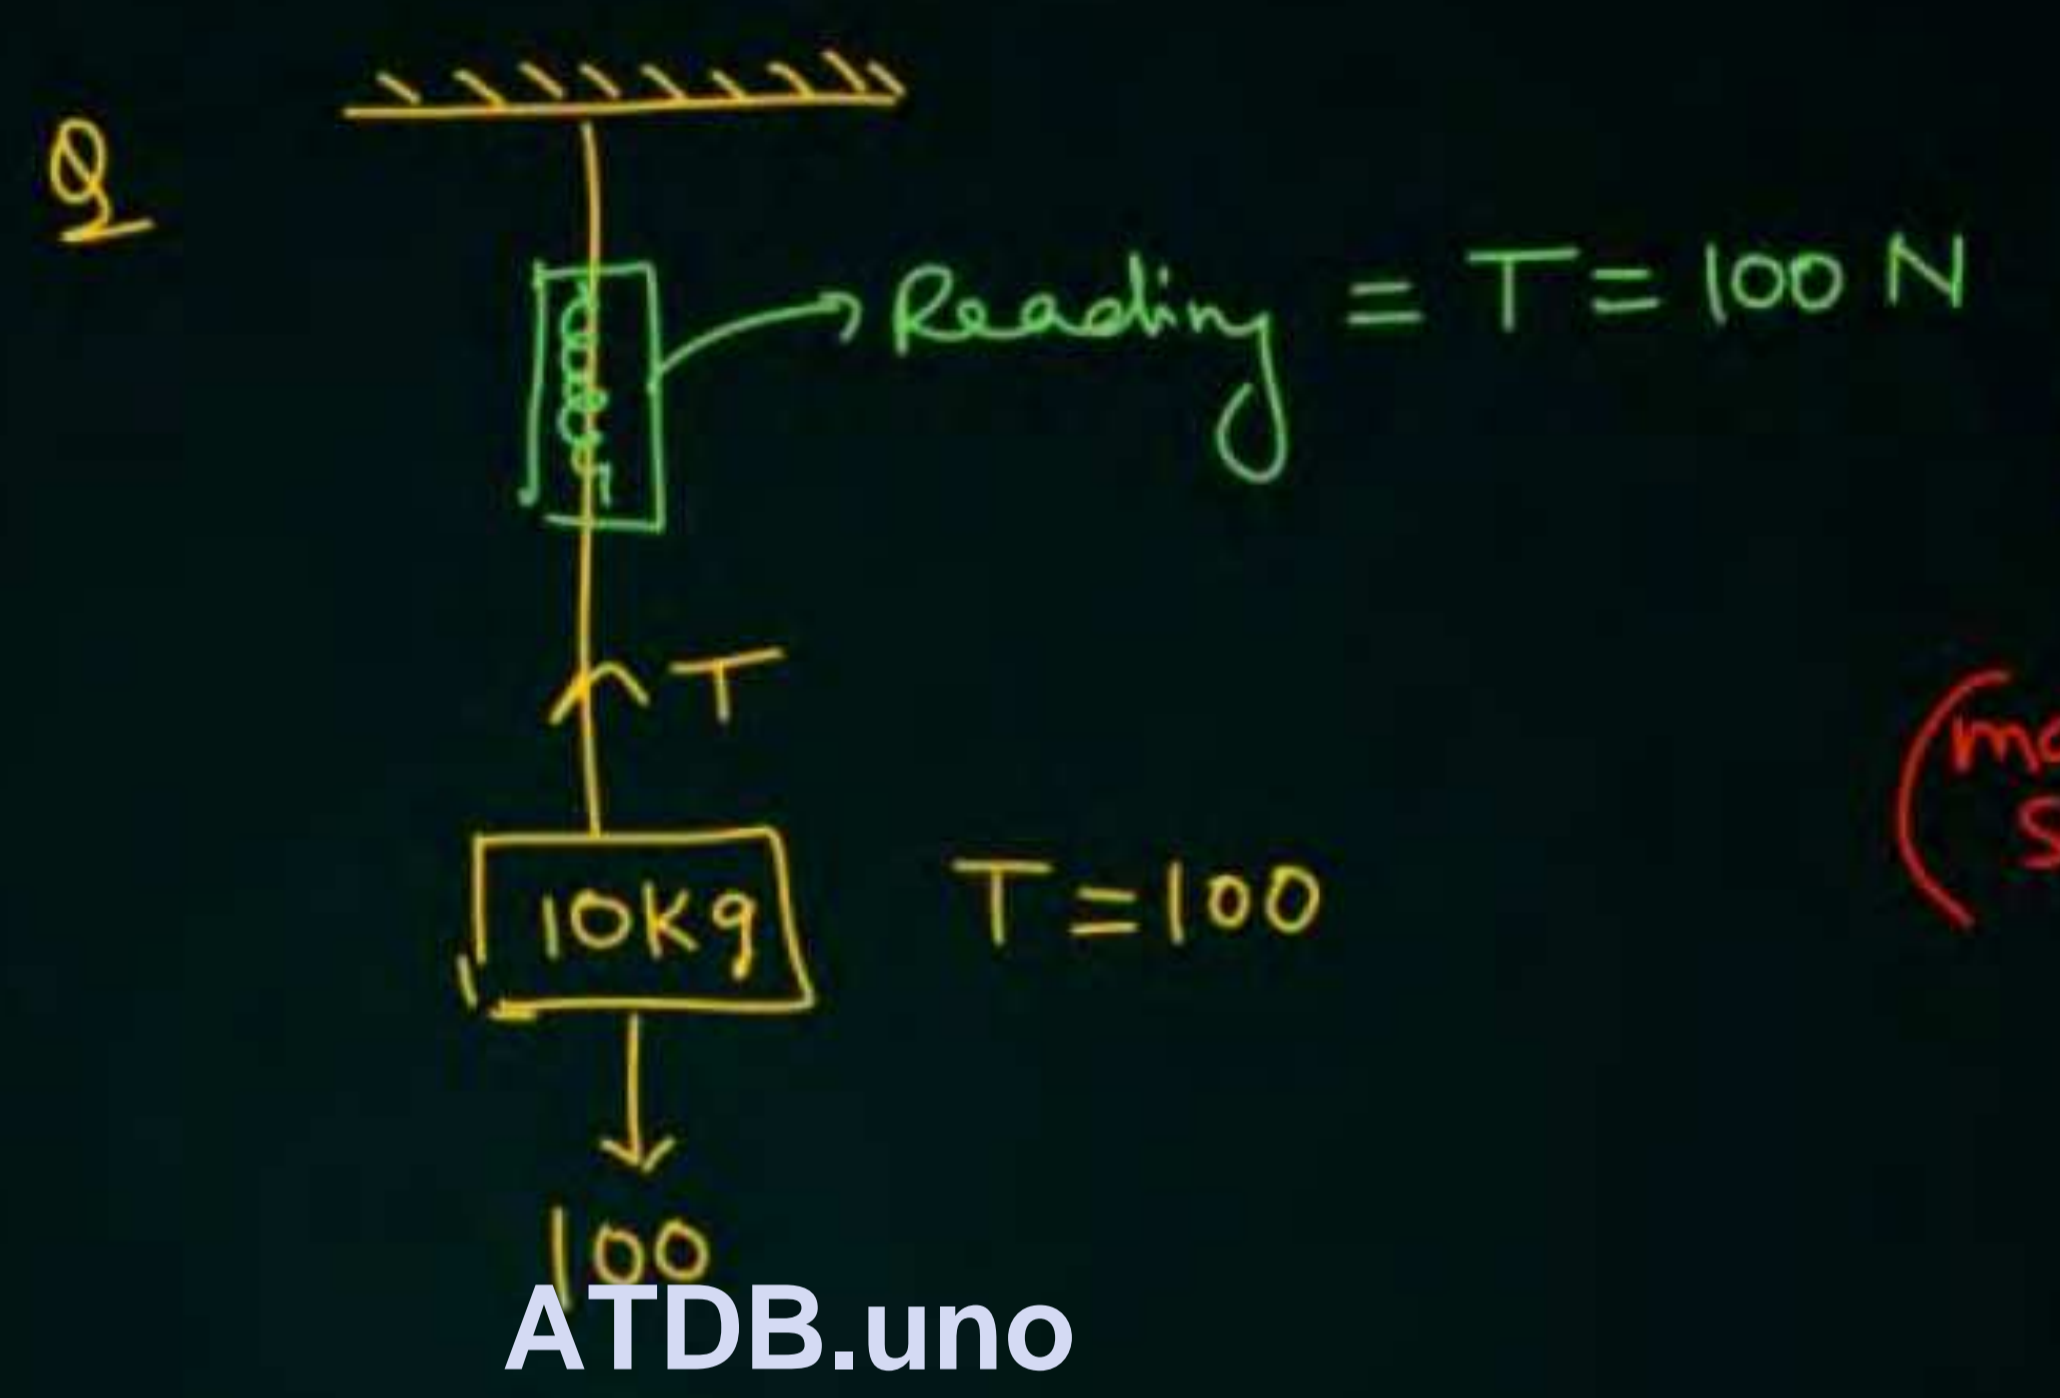 Q
Reading = T = 100 N
T
10Kg
T = 100
100
ATDB.uno